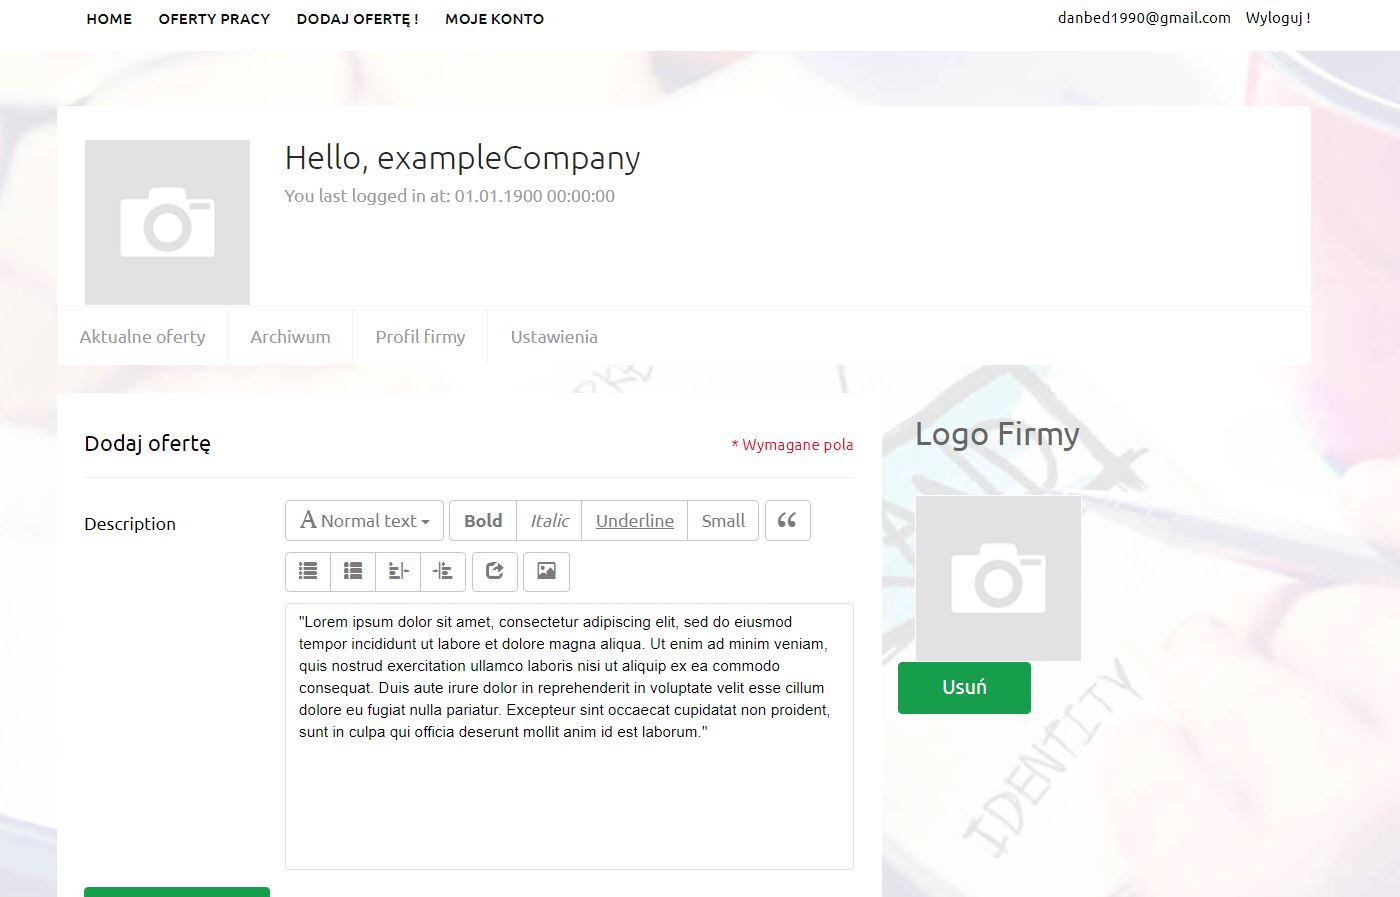 HOME OFERTY PRACY DODAJ OFERTĘ ! MOJE KONTO danbed1990@gmail.com Wyloguj !
Hello, exampleCompany
You last logged in at: 01.01.1900 00:00:00
Aktualne oferty Archiwum Profil firmy Ustawienia
Dodaj ofertę * Wymagane pola
Logo Firmy
Description
A Normal text Bold Italic Underline Small
"Lorem ipsum dolor sit amet, consectetur adipiscing elit, sed do eiusmod
tempor incididunt ut labore et dolore magna aliqua. Ut enim ad minim veniam,
quis nostrud exercitation ullamco laboris nisi ut aliquip ex ea commodo
consequat. Duis aute irure dolor in reprehenderit in voluptate velit esse cillum
dolore eu fugiat nulla pariatur. Excepteur sint occaecat cupidatat non proident,
sunt in culpa qui officia deserunt mollit anim id est laborum."
Usuń
IDENTITY